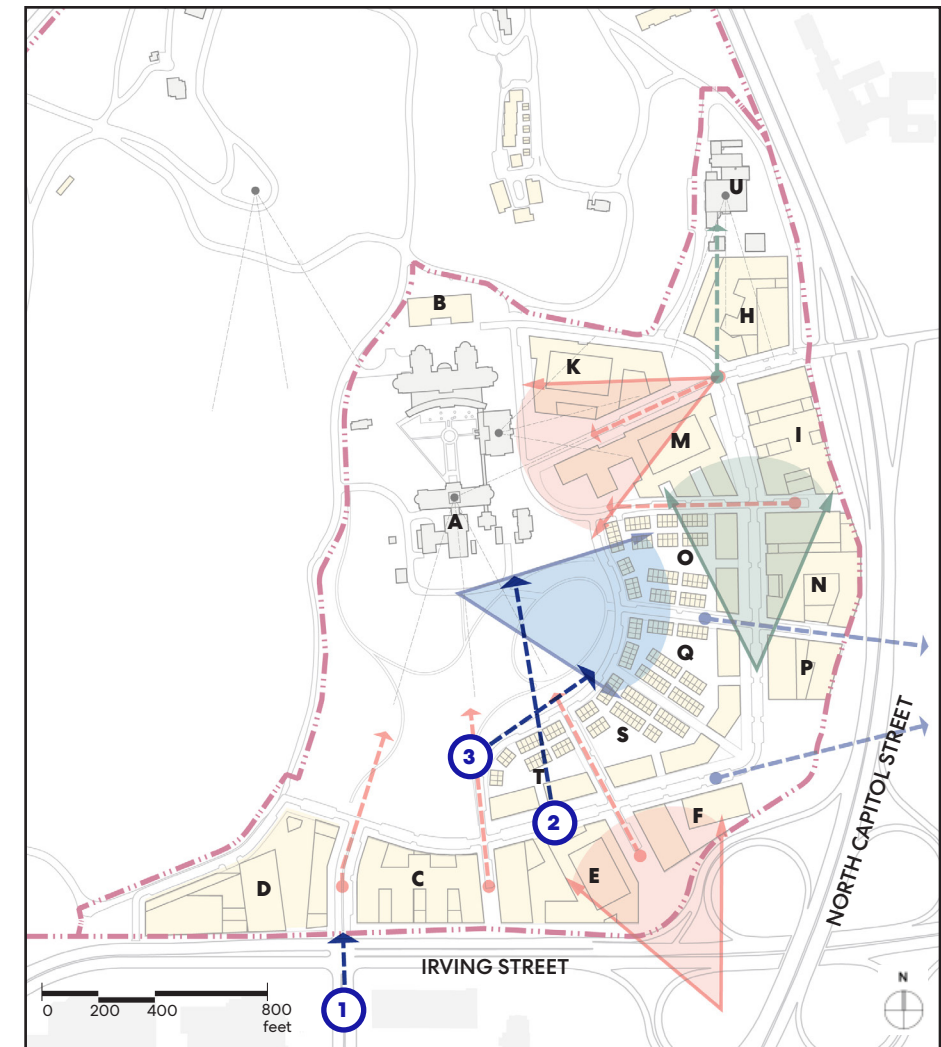 U
B
H
K
M
I
A
O
N
Q
P
S
3
T
2
F
E
C
D
NORTH CAPITOL STREET
IRVING STREET
N
1
0 200 400 800
feet